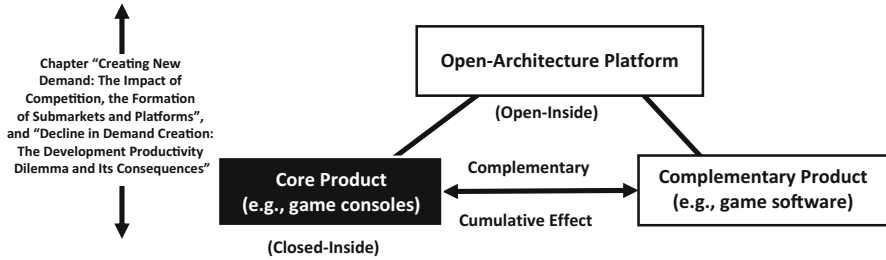 Chapter “Creating New
Demand: The Impact of
Competition, the Formation
of Submarkets and Platforms”,
and “Decline in Demand Creation:
The Development Productivity
Dilemma and Its Consequences”
Open-Architecture Platform
(Open-Inside)
Core Product
(e.g., game consoles)
(Closed-Inside)
Complementary
Cumulative Effect
Complementary Product
(e.g., game software)